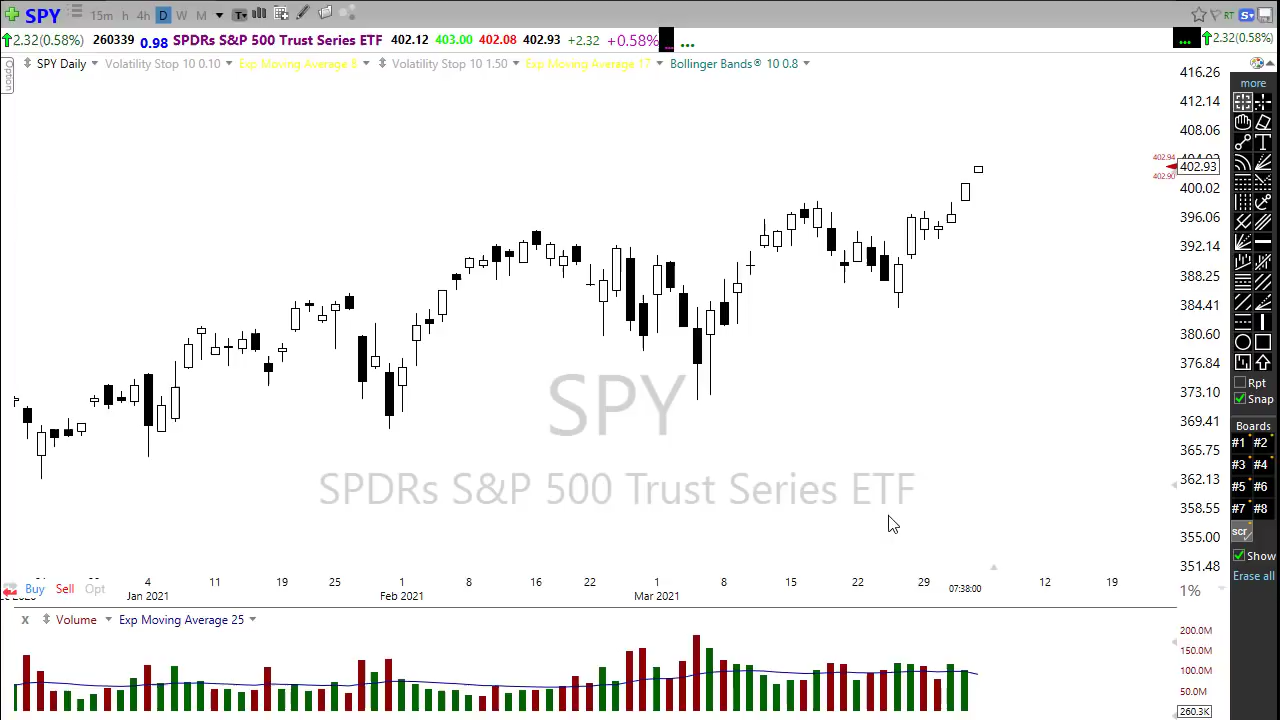 SPY 15m h 4h D W M T RT S
2.32(0.58%) 260339 0.98 SPDRs S&P 500 Trust Series ETF 402.12 403.00 402.08 402.93 +2.32 +0.58% ... ... 2.32(0.58%)
Option
SPY Daily Volatility Stop 10 0.10 Exp Moving Average 8 Volatility Stop 10 1.50 Exp Moving Average 17 Bollinger Bands® 10 0.8
416.26
412.14
408.06
402.94
402.93
402.90
400.02
396.06
392.14
388.25
384.41
380.60
376.84
373.10
369.41
365.75
362.13
358.55
355.00
351.48
SPY
SPDRs S&P 500 Trust Series ETF
more
T
Rpt
Snap
Boards
#1 #2
#3 #4
#5 #6
#7 #8
scr
Show
Erase all
Buy Sell Opt
4 11 19 25 1 8 16 22 1 8 15 22 29 12 19
Jan 2021 Feb 2021 Mar 2021 07:38:00
1%
x Volume Exp Moving Average 25
200.0M
150.0M
100.0M
50.0M
260.3K